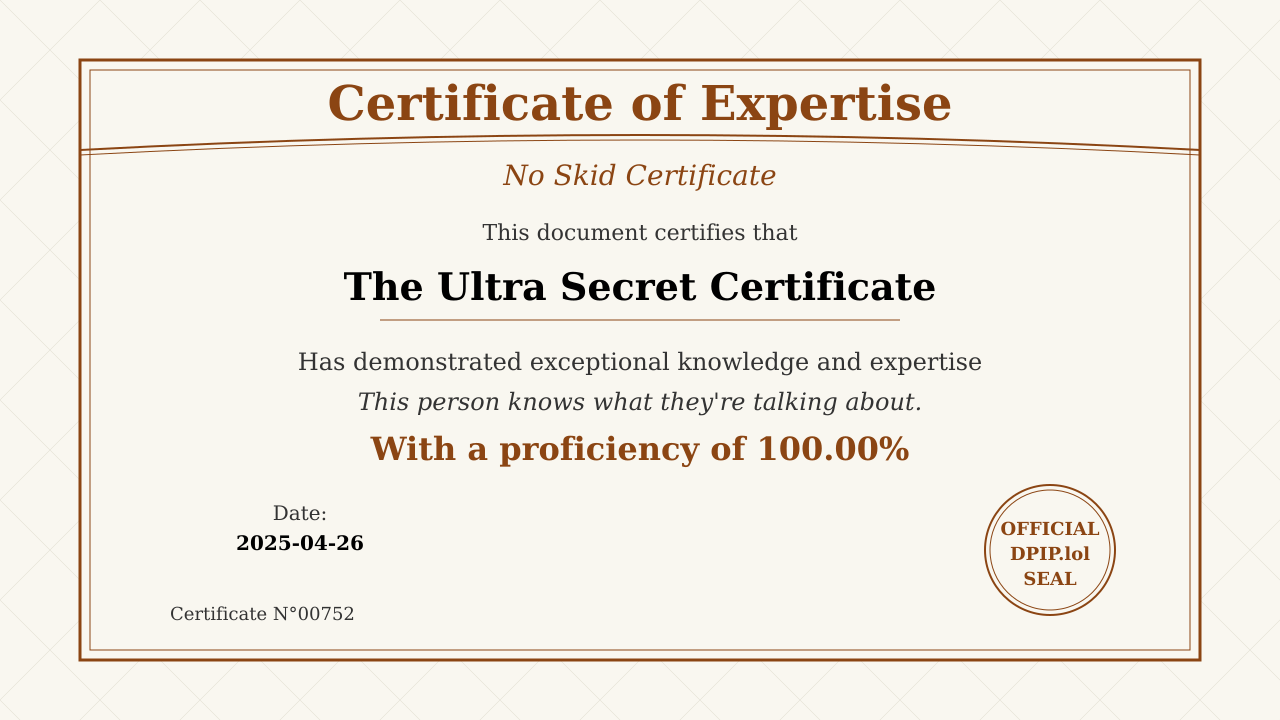 Certificate of Expertise
No Skid Certificate
This document certifies that
The Ultra Secret Certificate
Has demonstrated exceptional knowledge and expertise
This person knows what they're talking about.
With a proficiency of 100.00%
Date:
2025-04-26
OFFICIAL
DPIP.lol
SEAL
Certificate N°00752